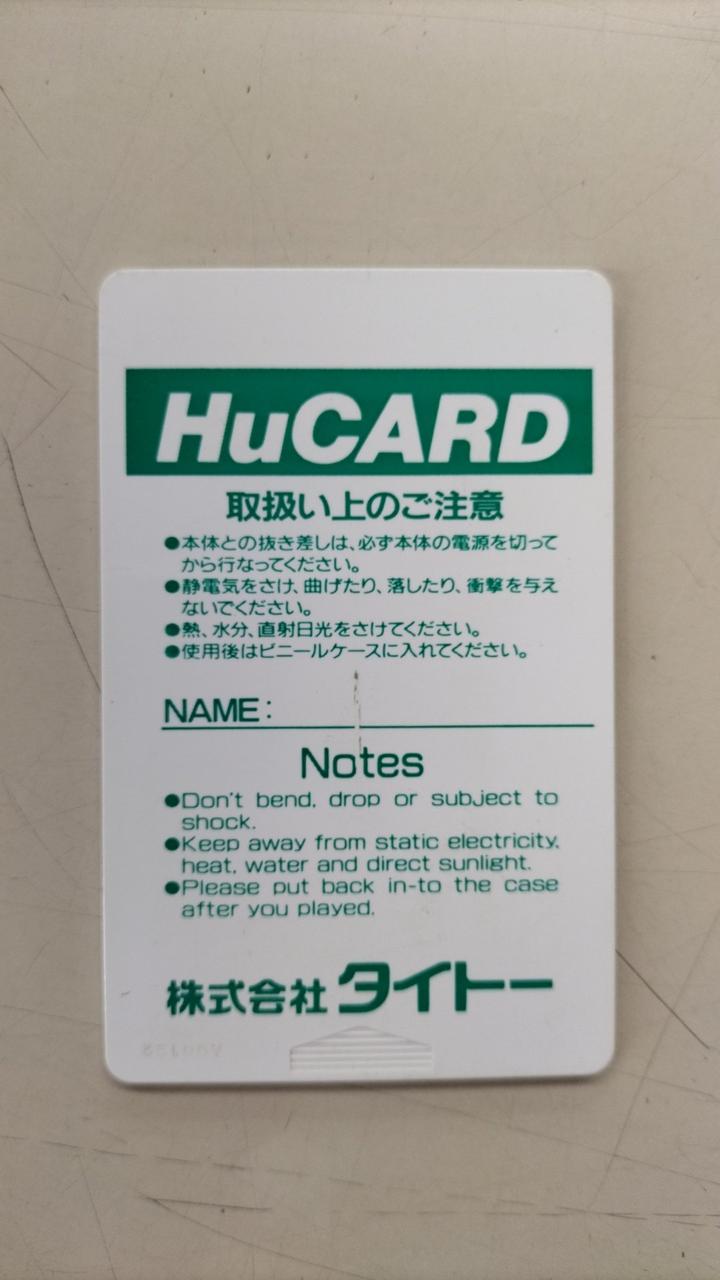 HuCARD
取扱い上のご注意
●本体との抜き差しは、必ず本体の電源を切って
から行なってください。
●静電気をさけ、曲げたり、落したり、衝撃を与え
ないでください。
●熱、水分、直射日光をさけてください。
●使用後はビニールケースに入れてください。
NAME:
Notes
●Don't bend, drop or subject to
shock.
●Keep away from static electricity,
heat, water and direct sunlight.
●Please put back in-to the case
after you played.
株式会社タイトー